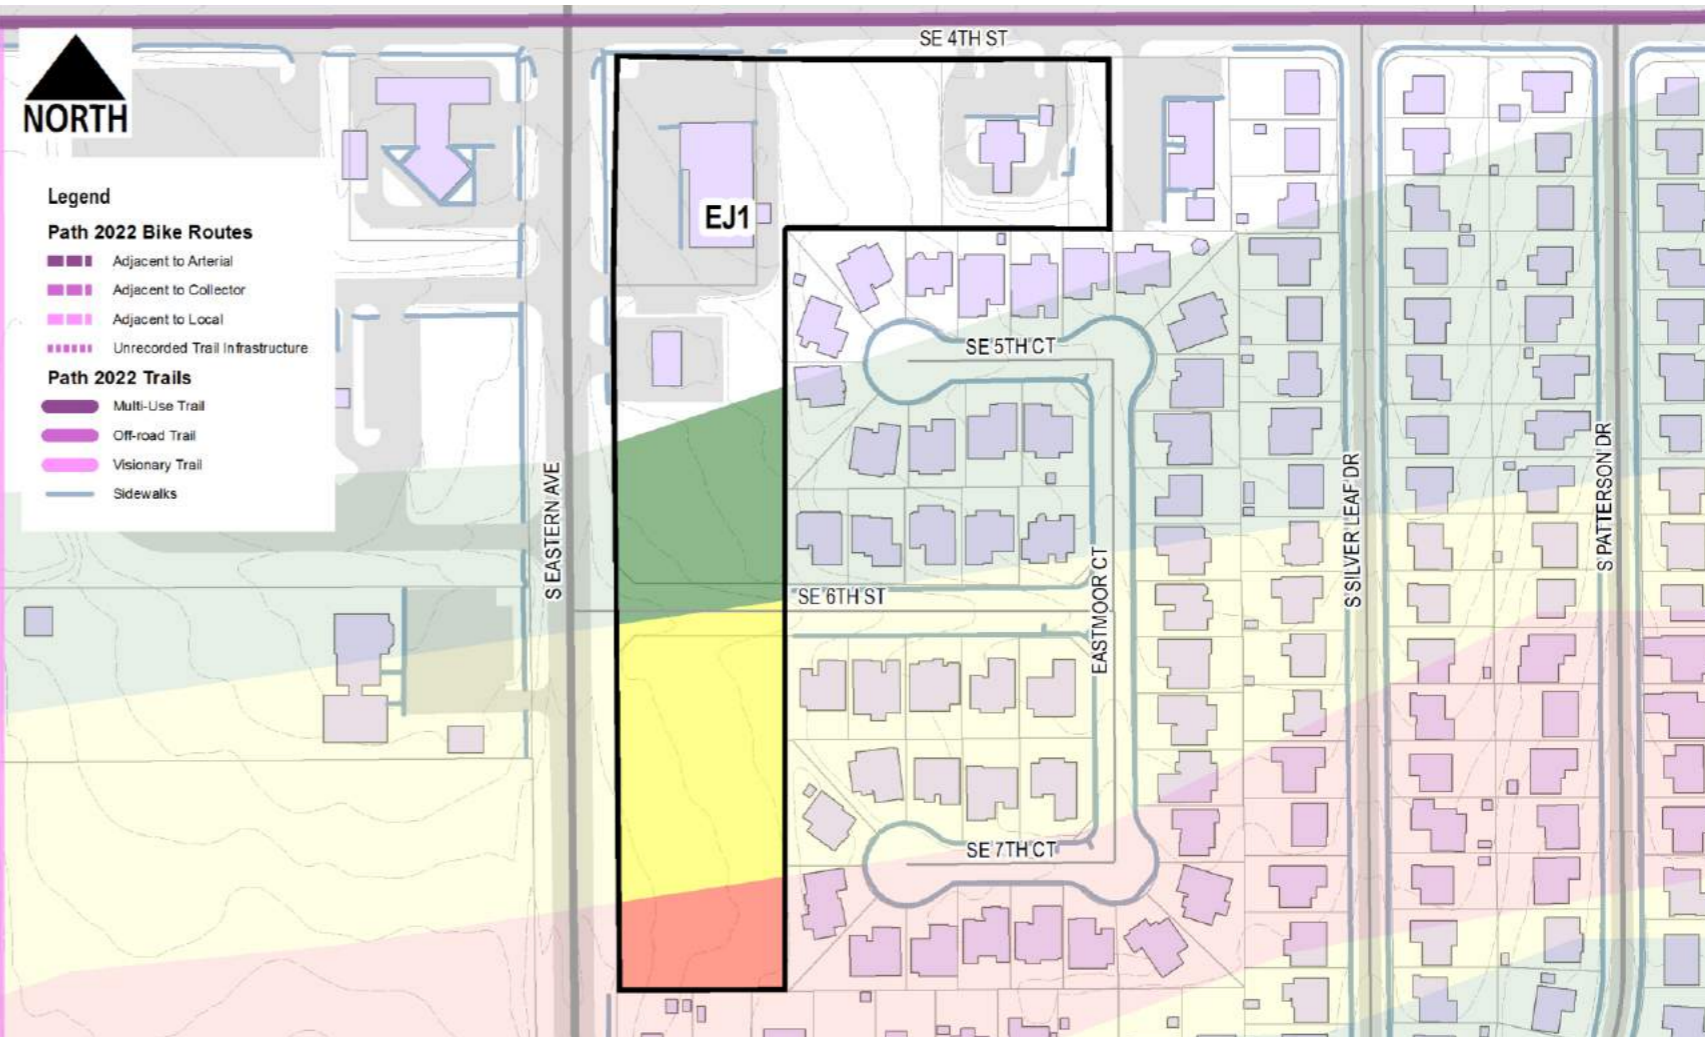 SE 4TH ST
NORTH
Legend
Path 2022 Bike Routes
Adjacent to Arterial
Adjacent to Collector
Adjacent to Local
Unrecorded Trail Infrastructure
Path 2022 Trails
Multi-Use Trail
Off-road Trail
Visionary Trail
Sidewalks
EJ1
SE 5TH CT
S EASTERN AVE
SE 6TH ST
EASTMOOR CT
SE 7TH CT
S SILVER LEAF DR
S PATTERSON DR